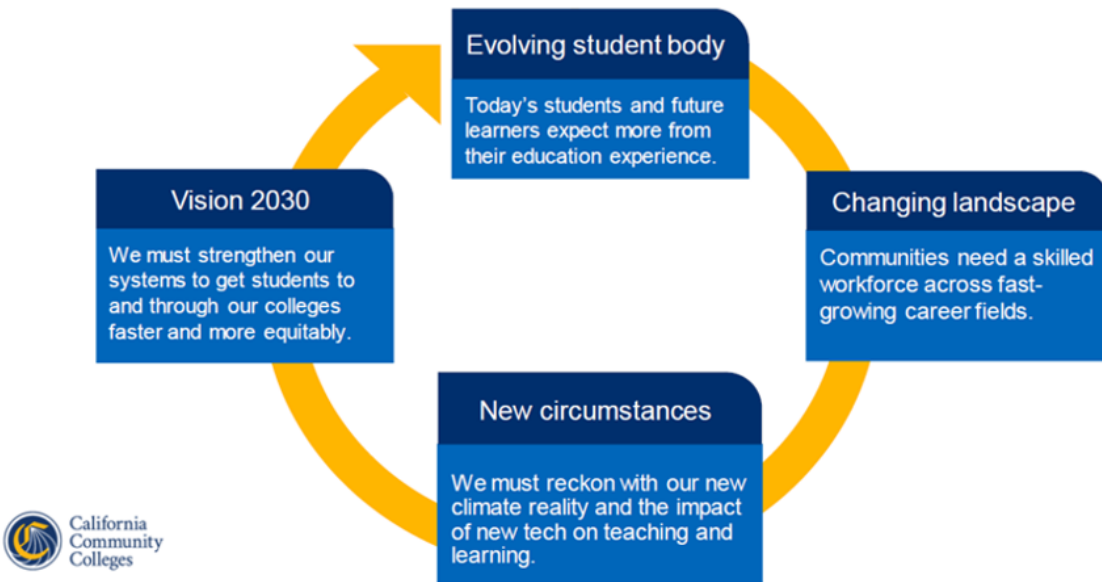 Evolving student body
Today's students and future
learners expect more from
their education experience.
Changing landscape
Communities need a skilled
workforce across fast-
growing career fields.
New circumstances
We must reckon with our new
climate reality and the impact
of new tech on teaching and
learning.
Vision 2030
We must strengthen our
systems to get students to
and through our colleges
faster and more equitably.
California
Community
Colleges